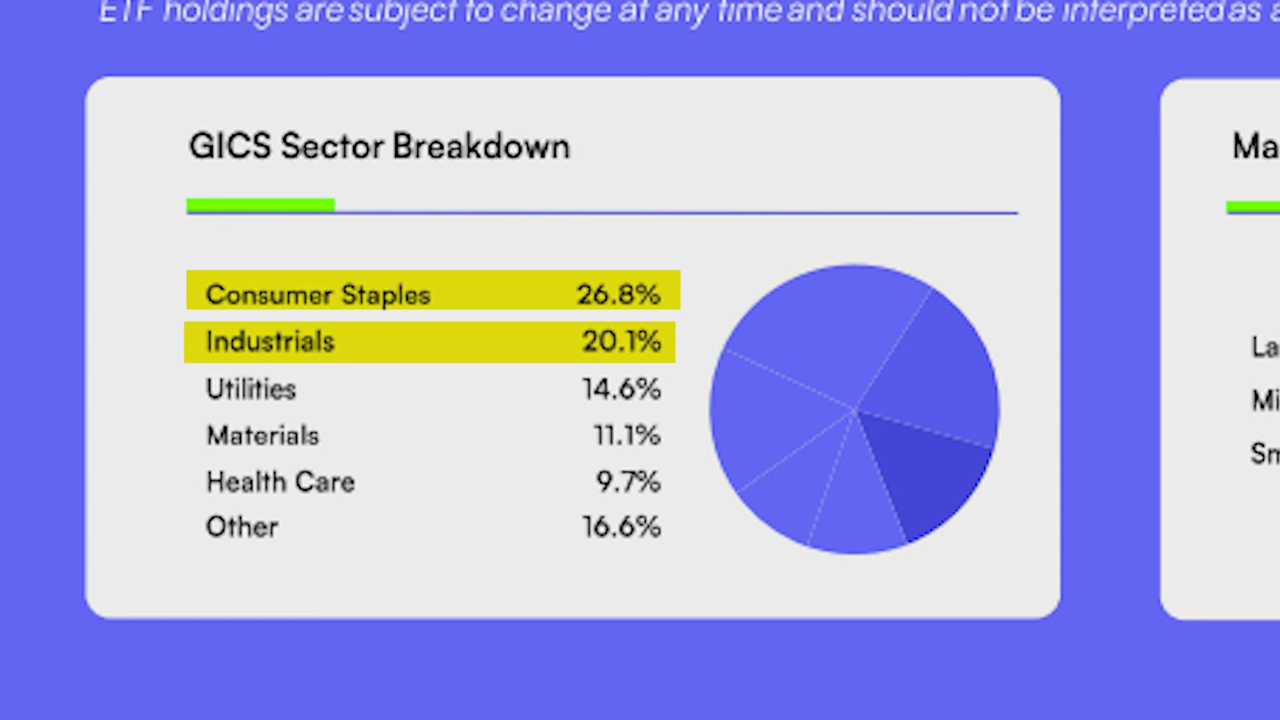 ETF holdings are subject to change at any time and should not be interpreted as
GICS Sector Breakdown
Consumer Staples 26.8%
Industrials 20.1%
Utilities 14.6%
Materials 11.1%
Health Care 9.7%
Other 16.6%
Ma
La
Mi
Sm